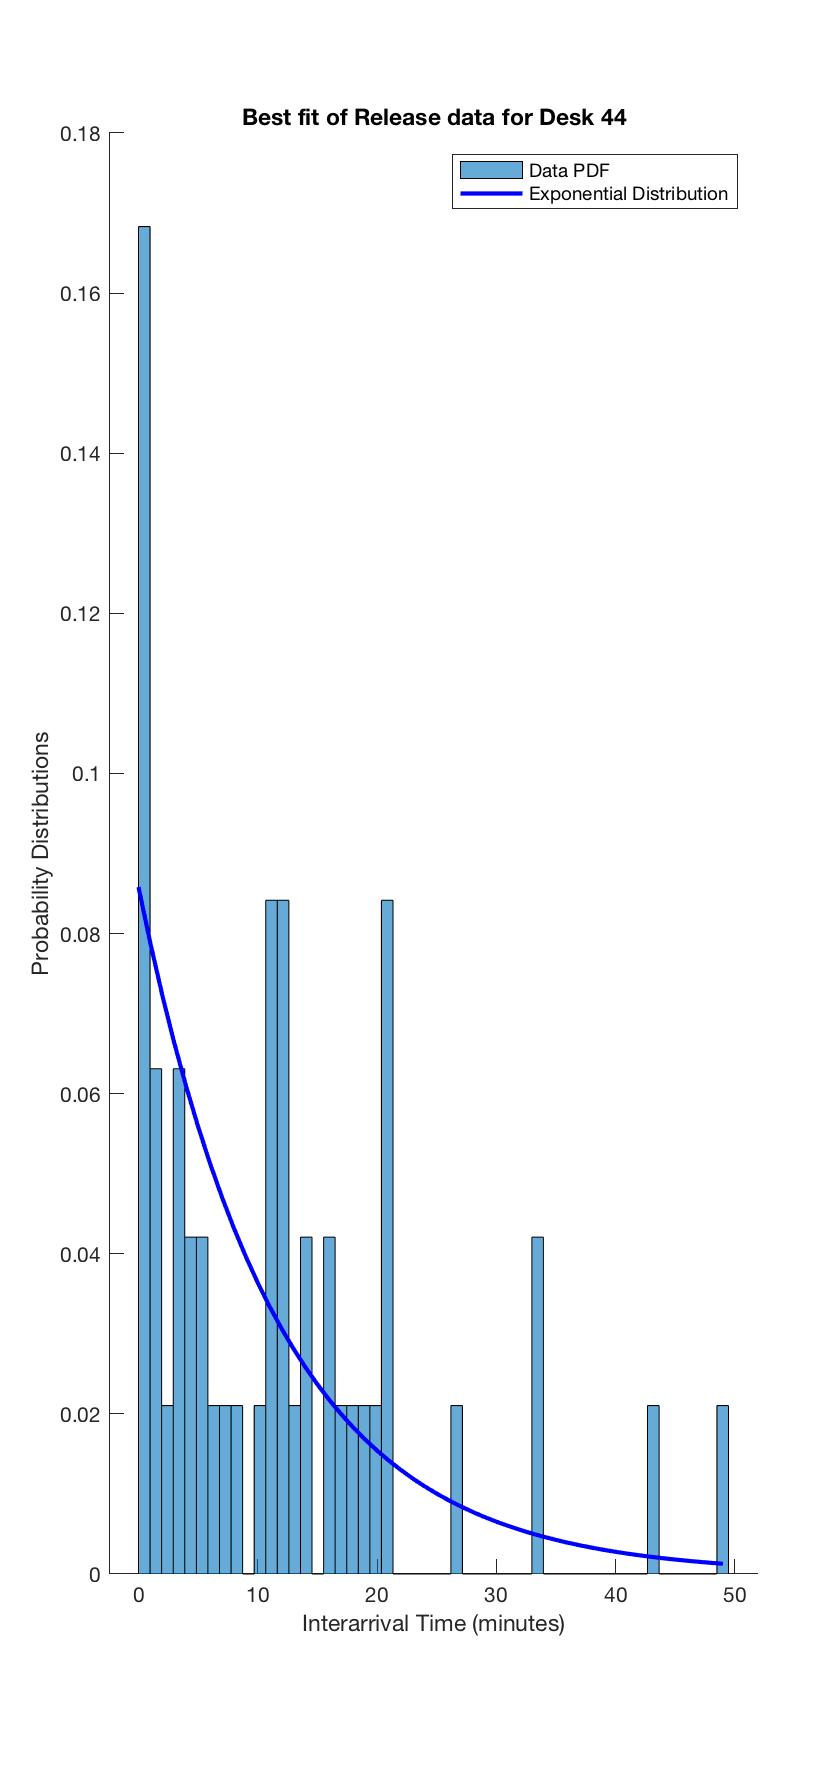 Best fit of Release data for Desk 44
Data PDF
Exponential Distribution
0.18
0.16
0.14
0.12
0.1
0.08
0.06
0.04
0.02
0
Probability Distributions
0 10 20 30 40 50
Interarrival Time (minutes)